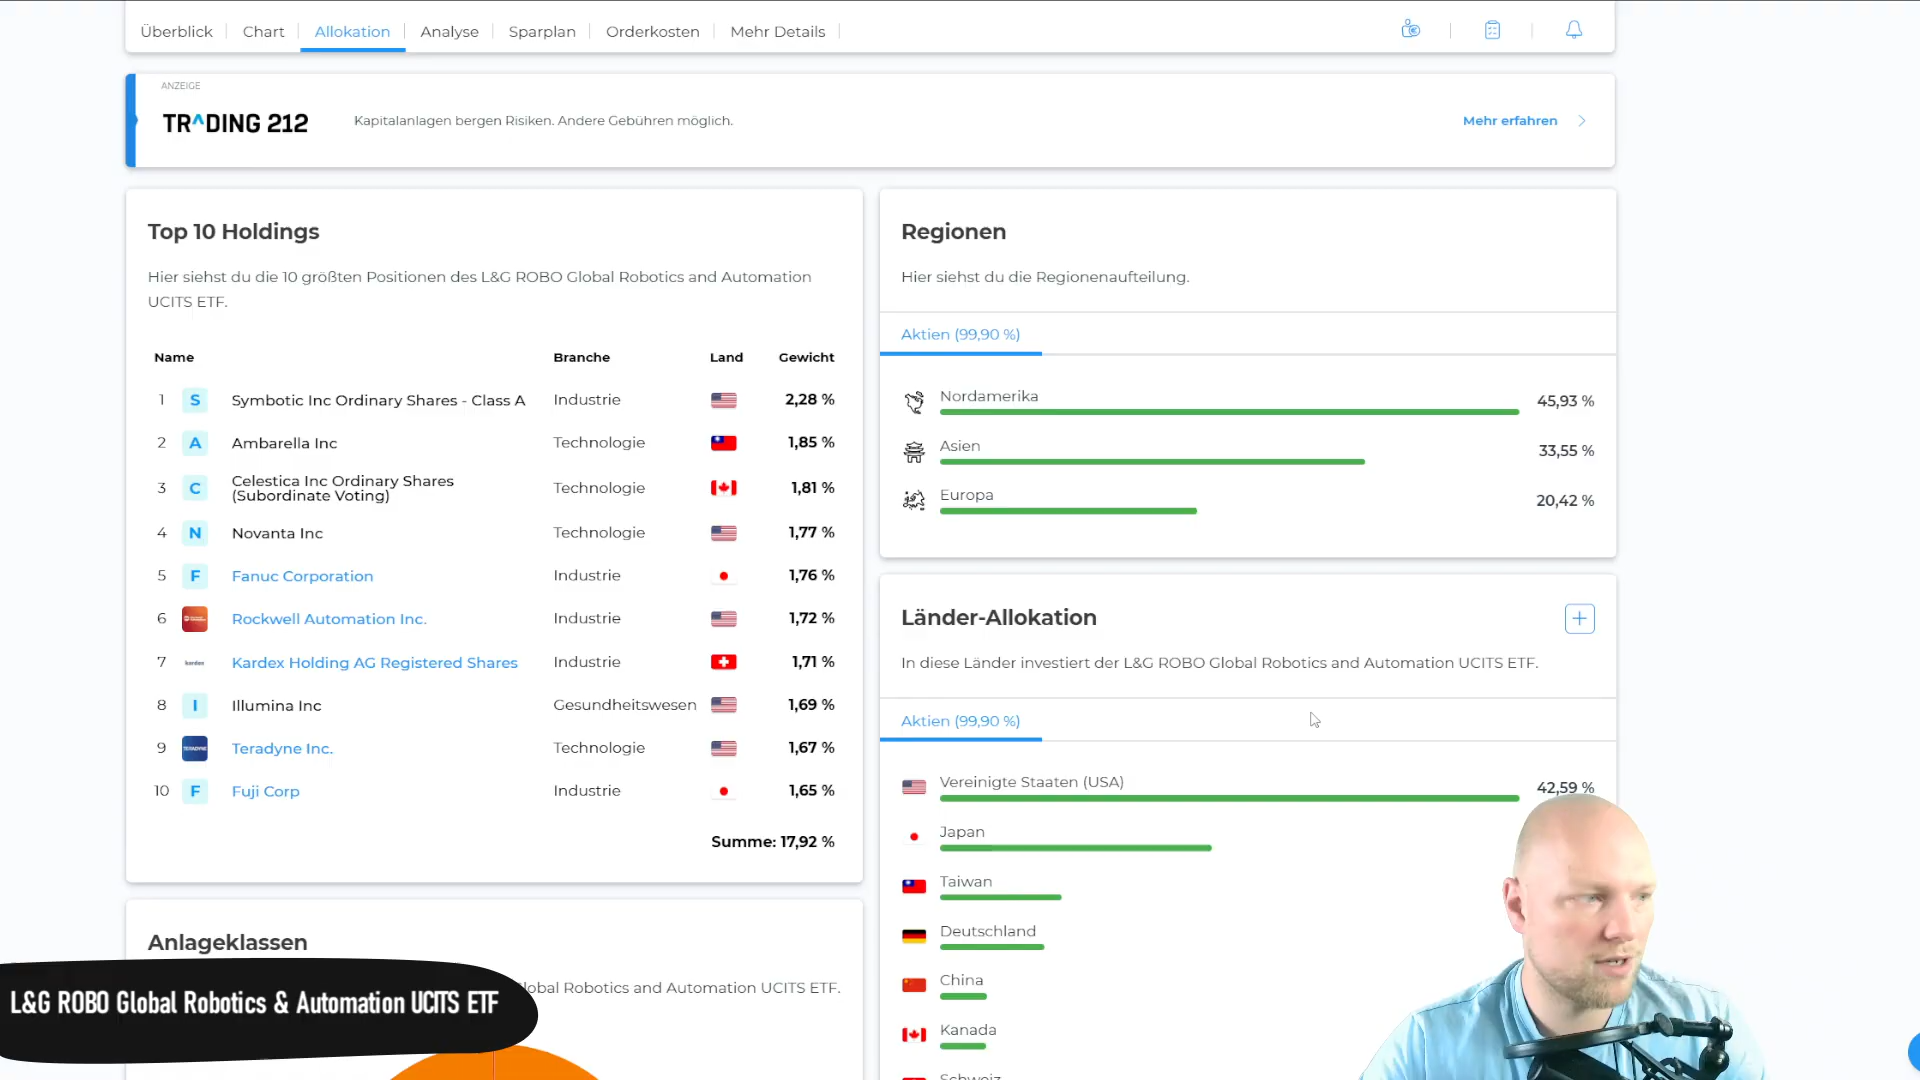 Überblick
Chart
Allokation
Analyse
Sparplan
Orderkosten
Mehr Details
ANZEIGE
TRADING 212
Kapitalanlagen bergen Risiken. Andere Gebühren möglich.
Mehr erfahren
Top 10 Holdings
Hier siehst du die 10 größten Positionen des L&G ROBO Global Robotics and Automation
UCITS ETF.
Name Branche Land Gewicht
1 S Symbotic Inc Ordinary Shares - Class A Industrie 2,28 %
2 A Ambarella Inc Technologie 1,85 %
3 C Celestica Inc Ordinary Shares
(Subordinate Voting) Technologie 1,81 %
4 N Novanta Inc Technologie 1,77 %
5 F Fanuc Corporation Industrie 1,76 %
6 Rockwell Automation Inc. Industrie 1,72 %
7 kardex Kardex Holding AG Registered Shares Industrie 1,71 %
8 I Illumina Inc Gesundheitswesen 1,69 %
9 TERADYNE Teradyne Inc. Technologie 1,67 %
10 F Fuji Corp Industrie 1,65 %
Summe: 17,92 %
Regionen
Hier siehst du die Regionenaufteilung.
Aktien (99,90 %)
Nordamerika 45,93 %
Asien 33,55 %
Europa 20,42 %
Länder-Allokation
In diese Länder investiert der L&G ROBO Global Robotics and Automation UCITS ETF.
Aktien (99,90 %)
Vereinigte Staaten (USA) 42,59 %
Japan
Taiwan
Deutschland
China
Kanada
Schweiz
Anlageklassen
lobal Robotics and Automation UCITS ETF.
L&G ROBO Global Robotics & Automation UCITS ETF